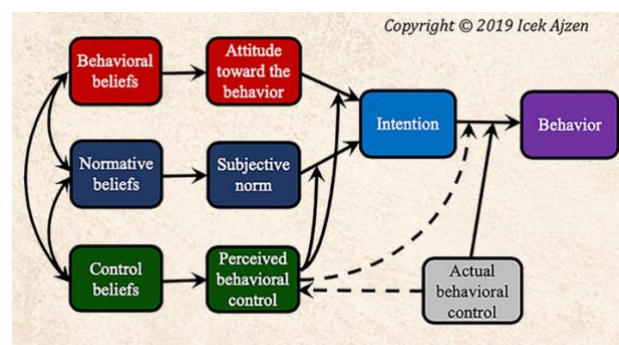 Copyright © 2019 Icek Ajzen
Behavioral
beliefs
Attitude
toward the
behavior
Intention
Behavior
Normative
beliefs
Subjective
norm
Control
beliefs
Perceived
behavioral
control
Actual
behavioral
control